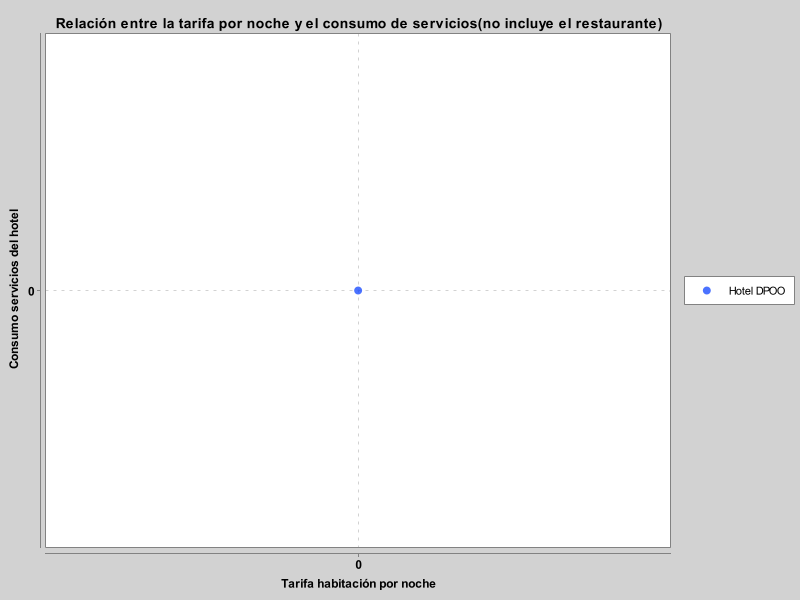 Relación entre la tarifa por noche y el consumo de servicios(no incluye el restaurante)
Consumo servicios del hotel
0
Hotel DPOO
0
Tarifa habitación por noche